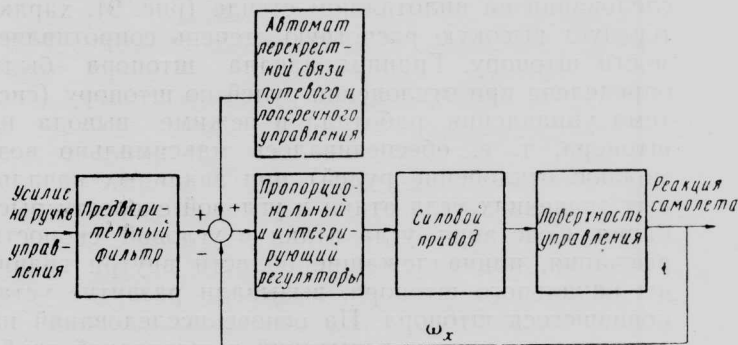 Автомат
перекрест-
ной связи
путевого и
поперечного
управления
Усилие
на ручке
управ-
ления
Предвари-
тельный
фильтр
+
+
−
Пропорцио-
нальный
и интегри-
рующий
регуляторы
Силовой
привод
Поверхность
управления
Реакция
самолета
ω x